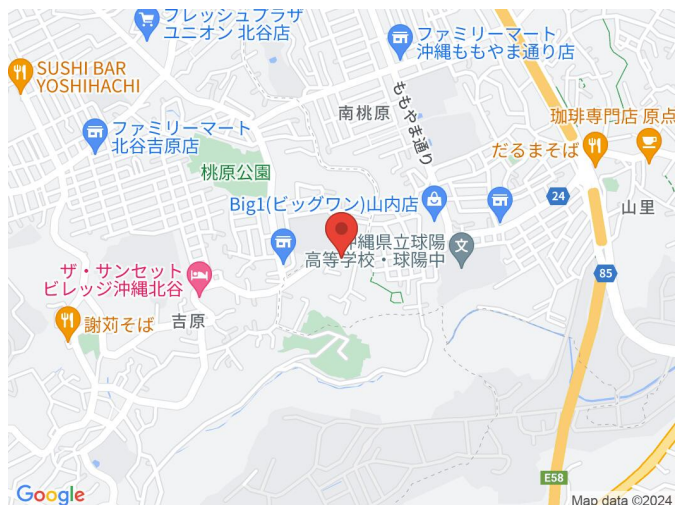 フレッシュプラザ
ユニオン 北谷店
ファミリーマート
沖縄ももやま通り店
SUSHI BAR
YOSHIHACHI
南桃原
ももやま通り
珈琲専門店 原点
ファミリーマート
北谷吉原店
だるまそば
桃原公園
24
Big1(ビッグワン)山内店
山里
沖縄県立球陽
高等学校・球陽中
ザ・サンセット
ビレッジ沖縄北谷
85
吉原
謝苅そば
E58
Google
Map data ©2024